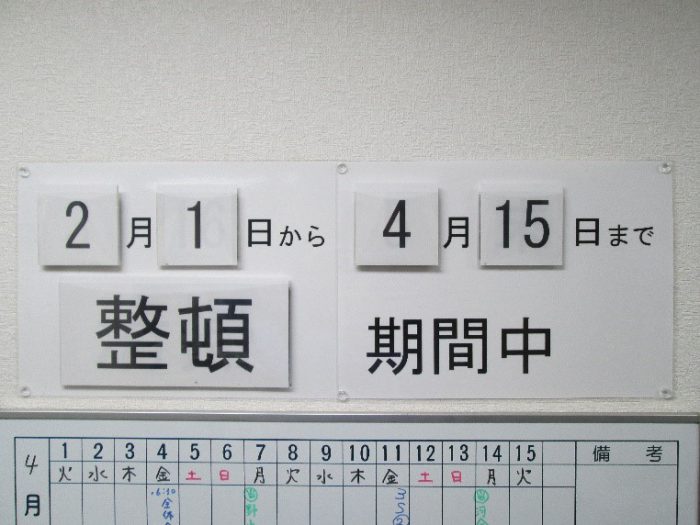 2月1日から 4月15日まで
整頓 期間中
4月 1 2 3 4 5 6 7 8 9 10 11 12 13 14 15 備考
火 水 木 金 土 日 月 火 水 木 金 土 日 月 火